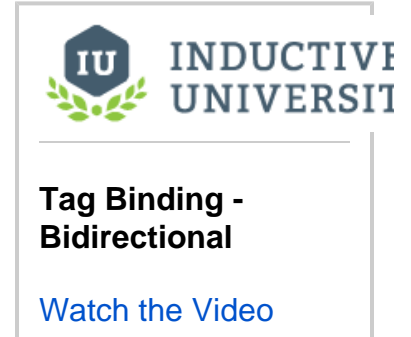 IU
INDUCTIVE
UNIVERSIT
Tag Binding -
Bidirectional
Watch the Video